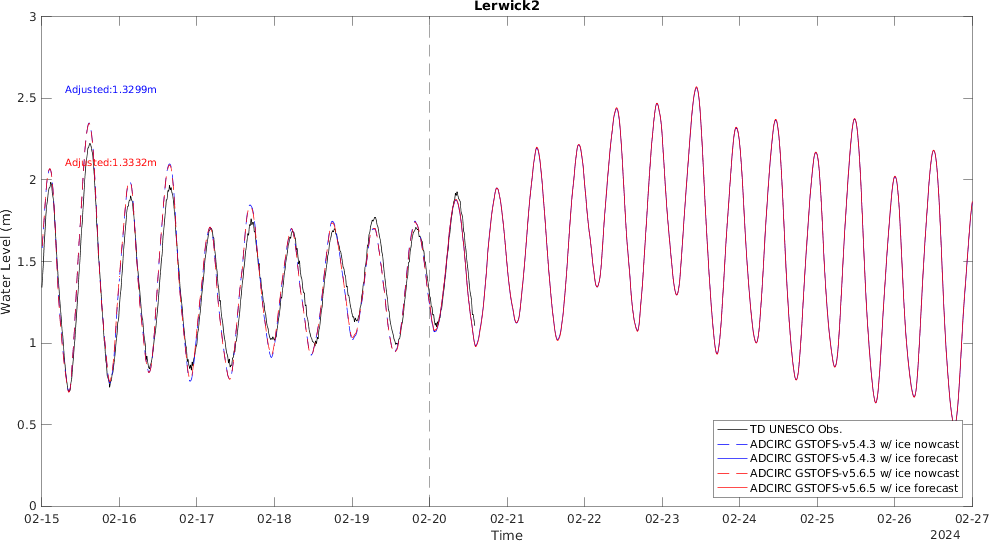 Lerwick2
3
2.5
2
1.5
1
0.5
0
Water Level (m)
Adjusted:1.3299m
Adjusted:1.3332m
TD UNESCO Obs.
ADCIRC GSTOFS-v5.4.3 w/ ice nowcast
ADCIRC GSTOFS-v5.4.3 w/ ice forecast
ADCIRC GSTOFS-v5.6.5 w/ ice nowcast
ADCIRC GSTOFS-v5.6.5 w/ ice forecast
02-15 02-16 02-17 02-18 02-19 02-20 02-21 02-22 02-23 02-24 02-25 02-26 02-27
Time
2024